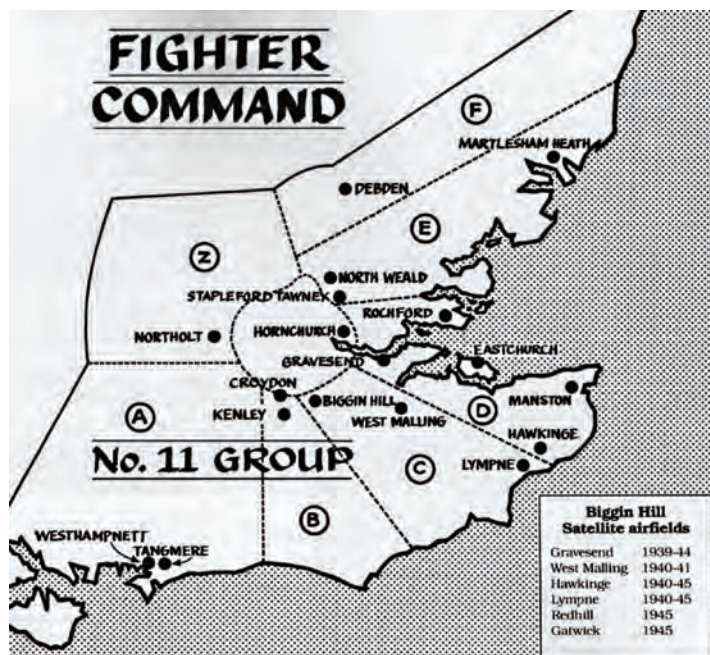 FIGHTER
COMMAND
F
MARTLESHAM HEATH
DEBDEN
E
Z
NORTH WEALD
STAPLEFORD TAWNEY
ROCHFORD
NORTHOLT
HORNCHURCH
EASTCHURCH
GRAVESEND
CROYDON
MANSTON
A
KENLEY
BIGGIN HILL
D
WEST MALLING
HAWKINGE
No. 11 GROUP
C
LYMPNE
B
WESTHAMPNETT
TANGMERE
Biggin Hill
Satellite airfields
Gravesend 1939-44
West Malling 1940-41
Hawkinge 1940-45
Lympne 1940-45
Redhill 1945
Gatwick 1945